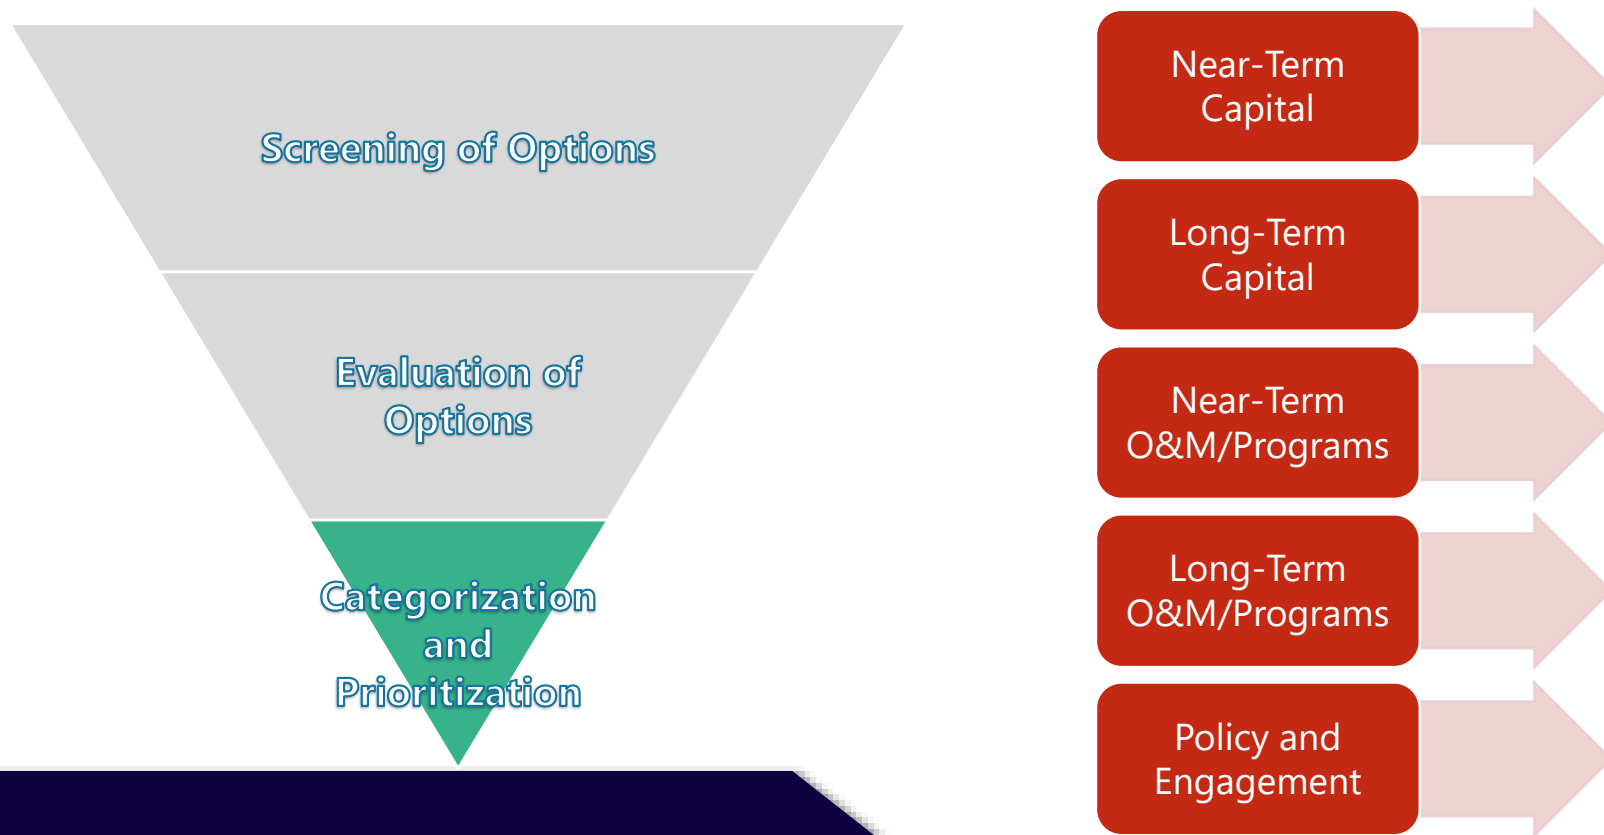 Screening of Options
Evaluation of
Options
Categorization
and
Prioritization
Near-Term
Capital
Long-Term
Capital
Near-Term
O&M/Programs
Long-Term
O&M/Programs
Policy and
Engagement